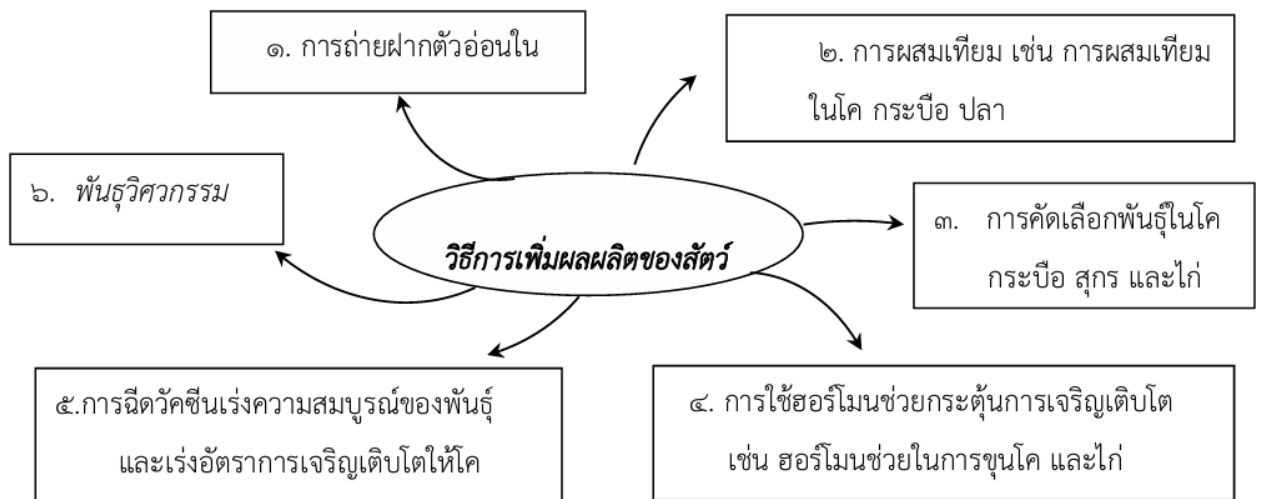 ๑. การถ่ายฝากตัวอ่อนใน
๒. การผสมเทียม เช่น การผสมเทียม
ในโค กระบือ ปลา
๖. พันธุวิศวกรรม
๓. การคัดเลือกพันธุ์ในโค
กระบือ สุกร และไก่
วิธีการเพิ่มผลผลิตของสัตว์
๕.การฉีดวัคซีนเร่งความสมบูรณ์ของพันธุ์
และเร่งอัตราการเจริญเติบโตให้โค
๔. การใช้ฮอร์โมนช่วยกระตุ้นการเจริญเติบโต
เช่น ฮอร์โมนช่วยในการขุนโค และไก่